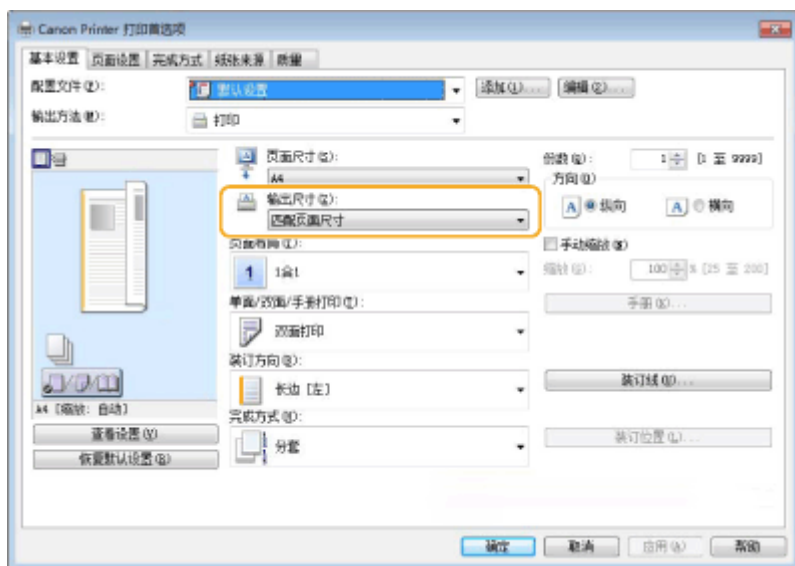 Canon Printer 打印首选项
基本设置 页面设置 完成方式 纸张来源 质量
配置文件(F): 默认设置 添加(1)... 编辑(2)...
输出方法(M): 打印
页面尺寸(S):
A4
输出尺寸(Z):
匹配页面尺寸
份数(C): 1 [1 至 9999]
方向(O)
A 纵向 A 横向
页面布局(L):
1 1合1
手动缩放(N)
缩放(G): 100 % [25 至 200]
单面/双面/手册打印(T):
双面打印
手册(K)...
装订方向(B):
长边 [左]
装订线(U)...
A4 [缩放: 自动]
完成方式(H):
分套
装订位置(L)...
查看设置(V)
恢复默认设置(R)
确定 取消 应用(A) 帮助